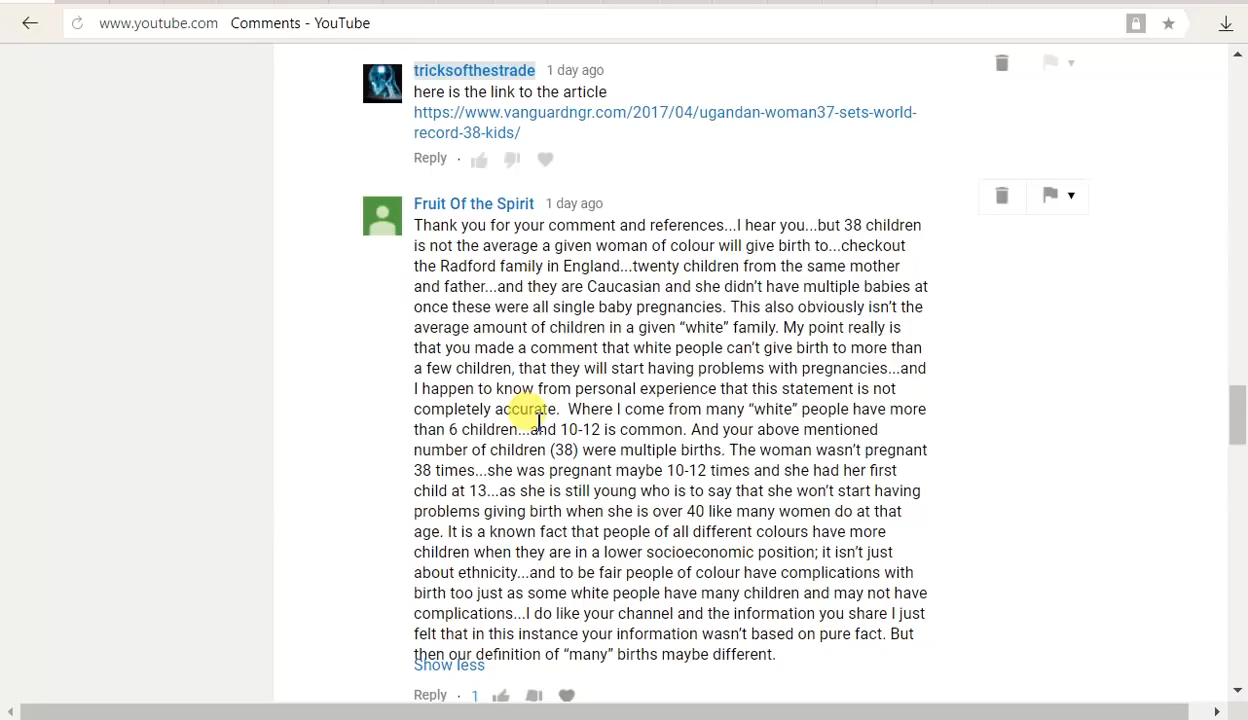 www.youtube.com Comments - YouTube
tricksofthestrade 1 day ago
here is the link to the article
https://www.vanguardngr.com/2017/04/ugandan-woman37-sets-world-
record-38-kids/
Reply
Fruit Of the Spirit 1 day ago
Thank you for your comment and references...I hear you...but 38 children
is not the average a given woman of colour will give birth to...checkout
the Radford family in England...twenty children from the same mother
and father...and they are Caucasian and she didn’t have multiple babies at
once these were all single baby pregnancies. This also obviously isn’t the
average amount of children in a given “white” family. My point really is
that you made a comment that white people can’t give birth to more than
a few children, that they will start having problems with pregnancies...and
I happen to know from personal experience that this statement is not
completely accurate. Where I come from many “white” people have more
than 6 children...and 10-12 is common. And your above mentioned
number of children (38) were multiple births. The woman wasn’t pregnant
38 times...she was pregnant maybe 10-12 times and she had her first
child at 13...as she is still young who is to say that she won’t start having
problems giving birth when she is over 40 like many women do at that
age. It is a known fact that people of all different colours have more
children when they are in a lower socioeconomic position; it isn’t just
about ethnicity...and to be fair people of colour have complications with
birth too just as some white people have many children and may not have
complications...I do like your channel and the information you share I just
felt that in this instance your information wasn’t based on pure fact. But
then our definition of “many” births maybe different.
Show less
Reply 1